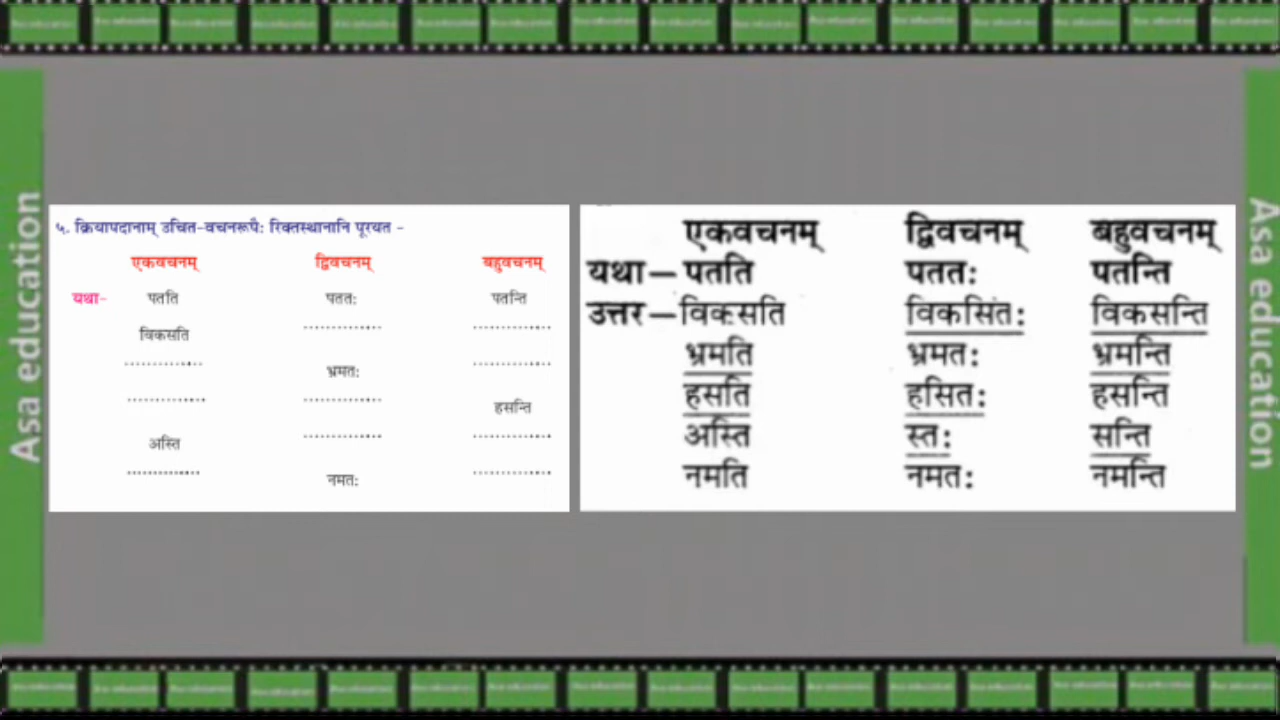 Asa education
५. क्रियापदानाम् उचित-वचनरूपैः रिक्तस्थानानि पूरयत -
एकवचनम् द्विवचनम् बहुवचनम्
यथा- पतति पततः पतन्ति
विकसति .............. ..............
.............. भ्रमतः ..............
.............. .............. हसन्ति
अस्ति .............. ..............
.............. नमतः ..............
एकवचनम् द्विवचनम् बहुवचनम्
यथा— पतति पततः पतन्ति
उत्तर— विकसति विकसितः विकसन्ति
भ्रमति भ्रमतः भ्रमन्ति
हसति हसितः हसन्ति
अस्ति स्तः सन्ति
नमति नमतः नमन्ति
Asa education